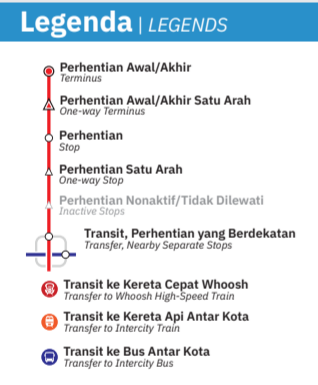 Legenda | LEGENDS
Perhentian Awal/Akhir
Terminus
Perhentian Awal/Akhir Satu Arah
One-way Terminus
Perhentian
Stop
Perhentian Satu Arah
One-way Stop
Perhentian Nonaktif/Tidak Dilewati
Inactive Stops
Transit, Perhentian yang Berdekatan
Transfer, Nearby Separate Stops
Transit ke Kereta Cepat Whoosh
Transfer to Whoosh High-Speed Train
Transit ke Kereta Api Antar Kota
Transfer to Intercity Train
Transit ke Bus Antar Kota
Transfer to Intercity Bus